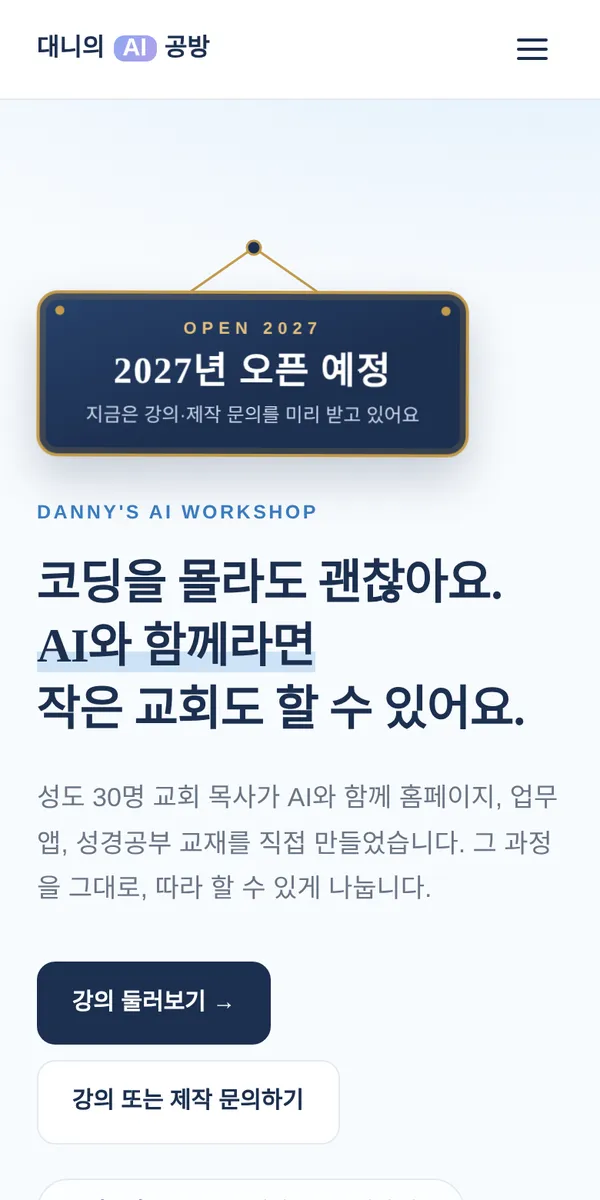 대니의 AI 공방
OPEN 2027
2027년 오픈 예정
지금은 강의·제작 문의를 미리 받고 있어요
DANNY'S AI WORKSHOP
코딩을 몰라도 괜찮아요.
AI와 함께라면
작은 교회도 할 수 있어요.
성도 30명 교회 목사가 AI와 함께 홈페이지, 업무
앱, 성경공부 교재를 직접 만들었습니다. 그 과정
을 그대로, 따라 할 수 있게 나눕니다.
강의 둘러보기 →
강의 또는 제작 문의하기